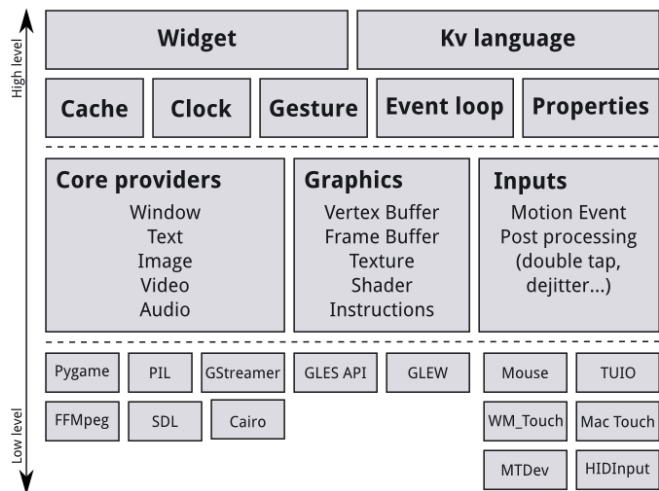 High level
Widget
Kv language
Cache
Clock
Gesture
Event loop
Properties
Core providers
Window
Text
Image
Video
Audio
Graphics
Vertex Buffer
Frame Buffer
Texture
Shader
Instructions
Inputs
Motion Event
Post processing
(double tap,
dejitter...)
Pygame
PIL
GStreamer
GLES API
GLEW
Mouse
TUIO
FFMpeg
SDL
Cairo
WM_Touch
Mac Touch
MTDev
HIDInput
Low level